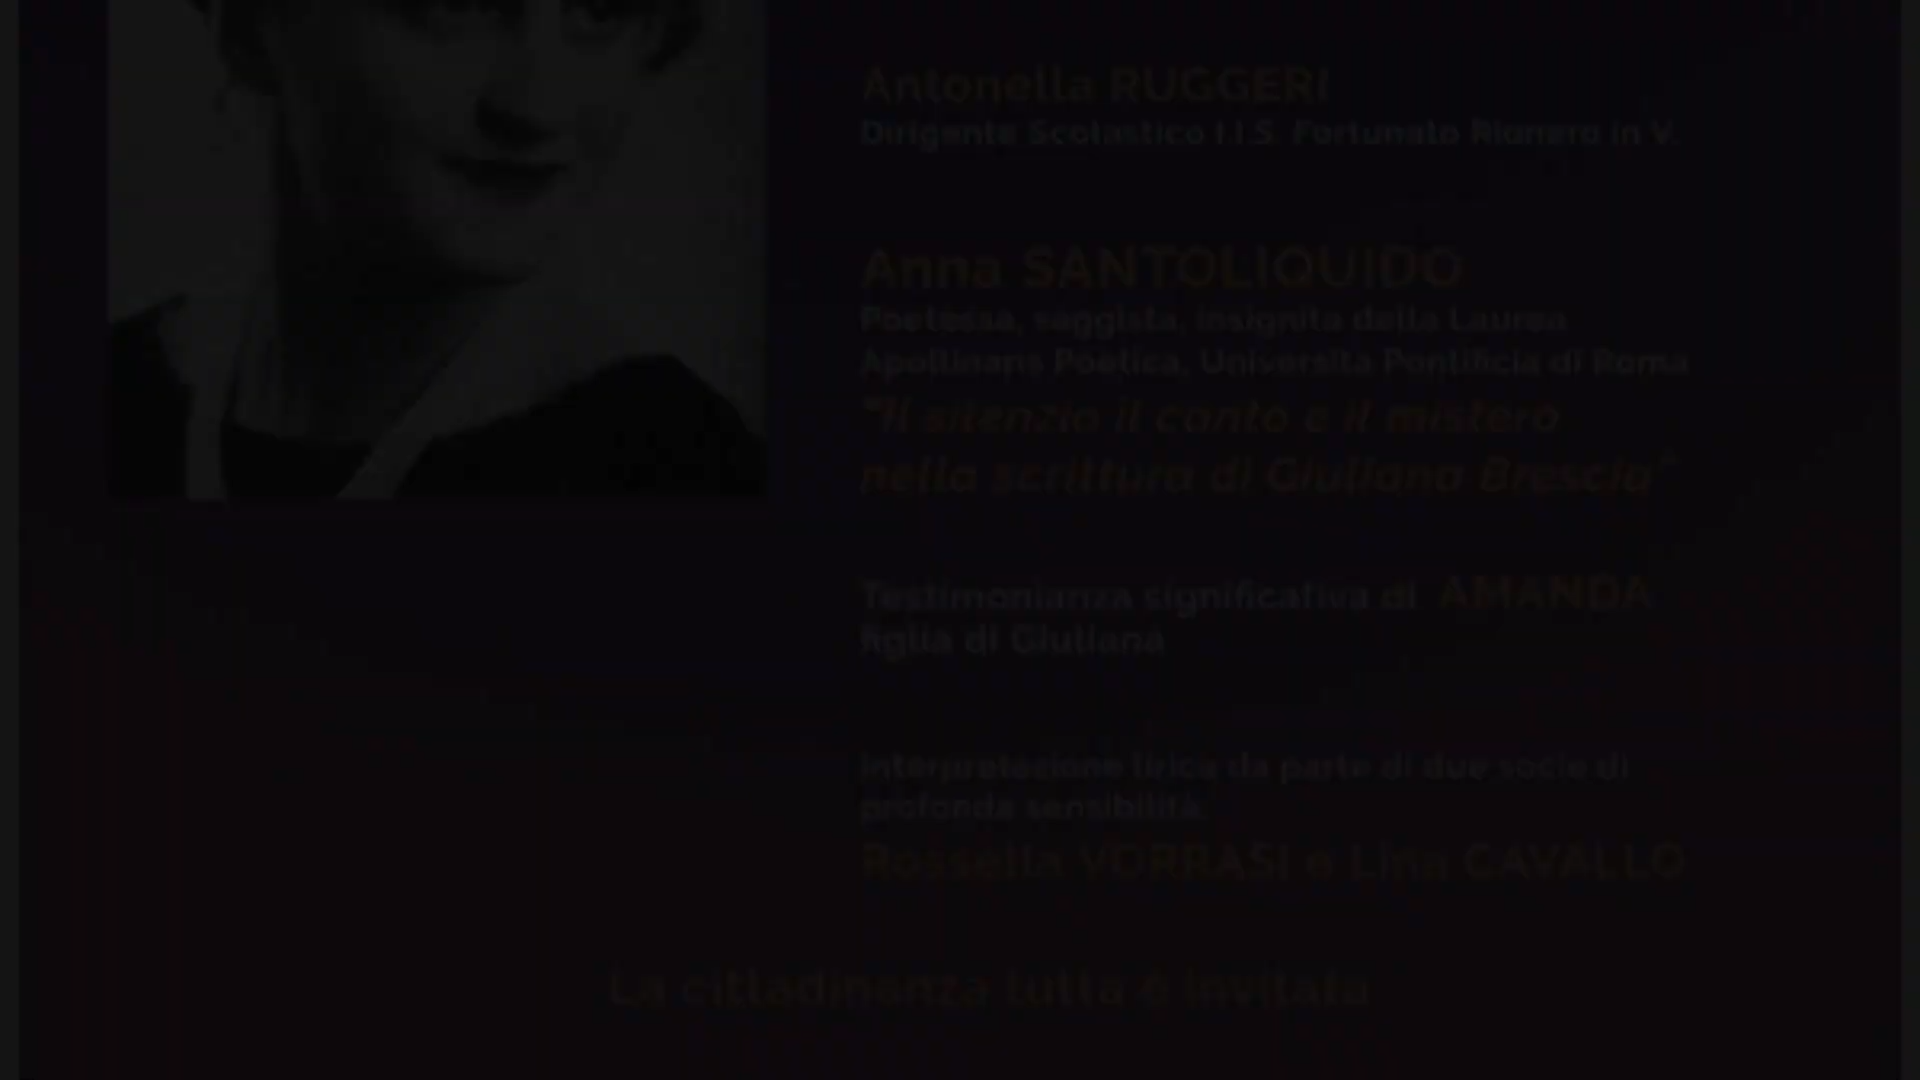 Antonella RUGGERI
Dirigente Scolastico I.I.S. Fortunato Rionero in V.
Anna SANTOLIQUIDO
Poetessa, saggista, insignita della Laurea
Apollinaris Poetica, Università Pontificia di Roma
"Il silenzio il canto e il mistero
nella scrittura di Giuliana Brescia"
Testimonianza significativa di AMANDA
figlia di Giuliana
Interpretazione lirica da parte di due socie di
profonda sensibilità
Rossella YORRASI e Lina CAVALLO
La cittadinanza tutta è invitata